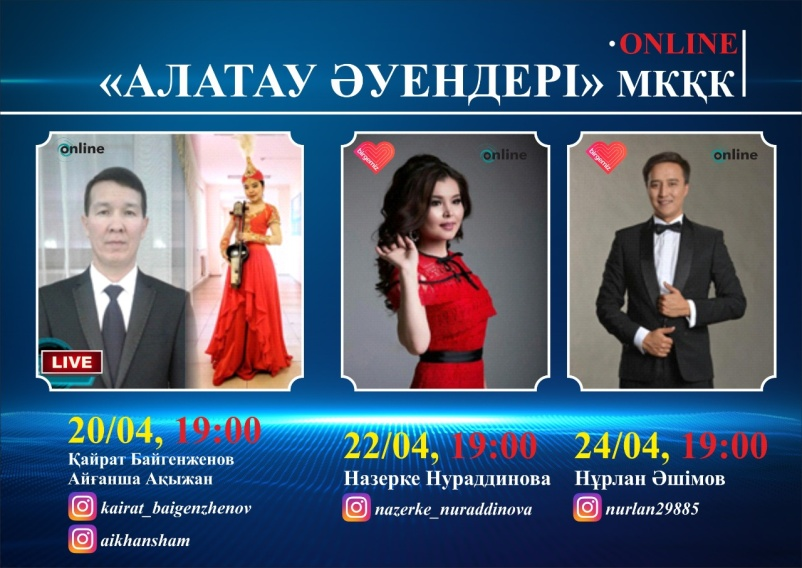 •ONLINE
«АЛАТАУ ӘУЕНДЕРІ» МКҚК
online
LIVE
birgemiz
online
birgemiz
online
20/04, 19:00
Қайрат Байгенженов
Айғанша Ақыжан
kairat_baigenzhenov
aikhansham
22/04, 19:00
Назерке Нураддинова
nazerke_nuraddinova
24/04, 19:00
Нұрлан Әшімов
nurlan29885